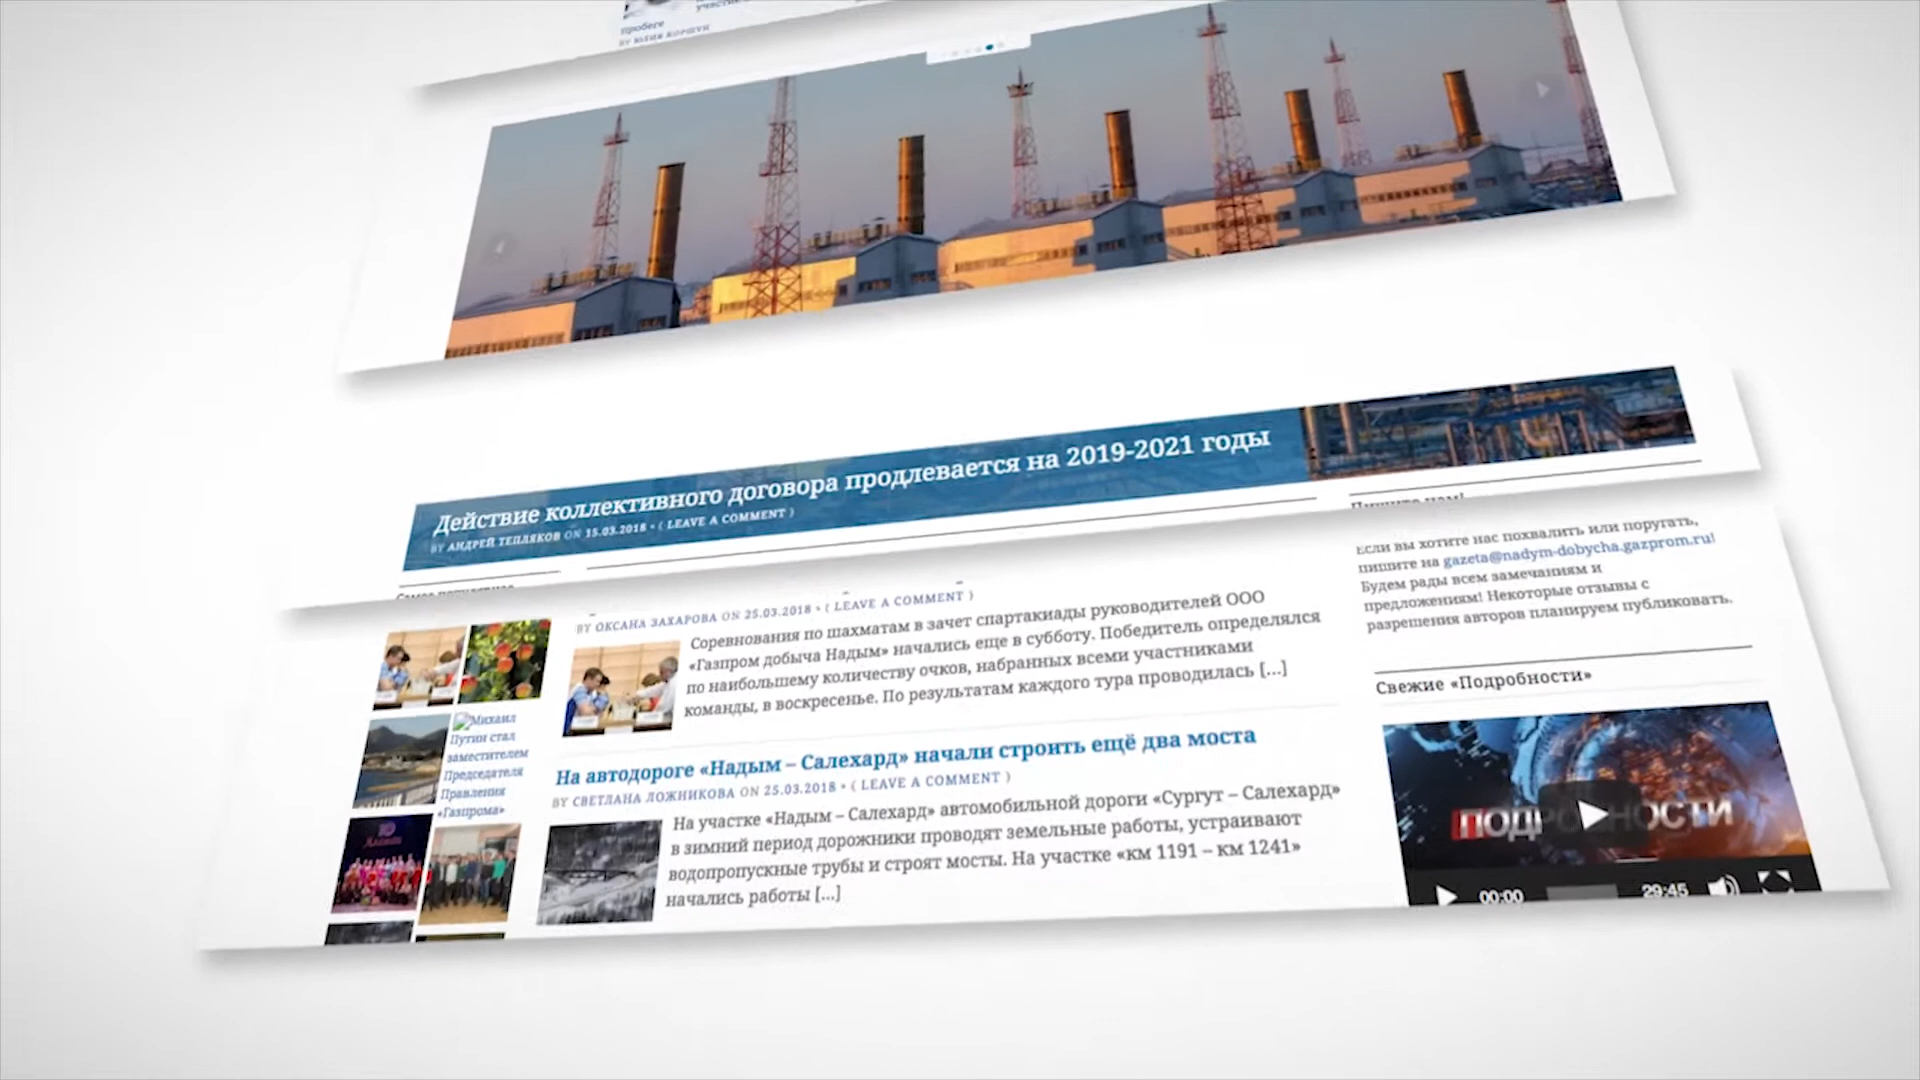 пробеге
BY ЮЛИЯ КОРШУН
Действие коллективного договора продлевается на 2019-2021 годы
BY АНДРЕЙ ТЕПЛЯКОВ ON 15.03.2018 • ( LEAVE A COMMENT )
Пишите нам!
Самое популярное
BY ОКСАНА ЗАХАРОВА ON 25.03.2018 • ( LEAVE A COMMENT )
Соревнования по шахматам в зачет спартакиады руководителей ООО
«Газпром добыча Надым» начались еще в субботу. Победитель определялся
по наибольшему количеству очков, набранных всеми участниками
команды, в воскресенье. По результатам каждого тура проводилась [...]
На автодороге «Надым – Салехард» начали строить ещё два моста
BY СВЕТЛАНА ЛОЖНИКОВА ON 25.03.2018 • ( LEAVE A COMMENT )
На участке «Надым – Салехард» автомобильной дороги «Сургут – Салехард»
в зимний период дорожники проводят земельные работы, устраивают
водопропускные трубы и строят мосты. На участке «км 1191 – км 1241»
начались работы [...]
Михаил
Путин стал
заместителем
Председателя
Правления
«Газпрома»
Если вы хотите нас похвалить или поругать,
пишите на gazeta@nadym-dobycha.gazprom.ru!
Будем рады всем замечаниям и
предложениям! Некоторые отзывы с
разрешения авторов планируем публиковать.
Свежие «Подробности»
ПОДРОБНОСТИ
00:00 29:45